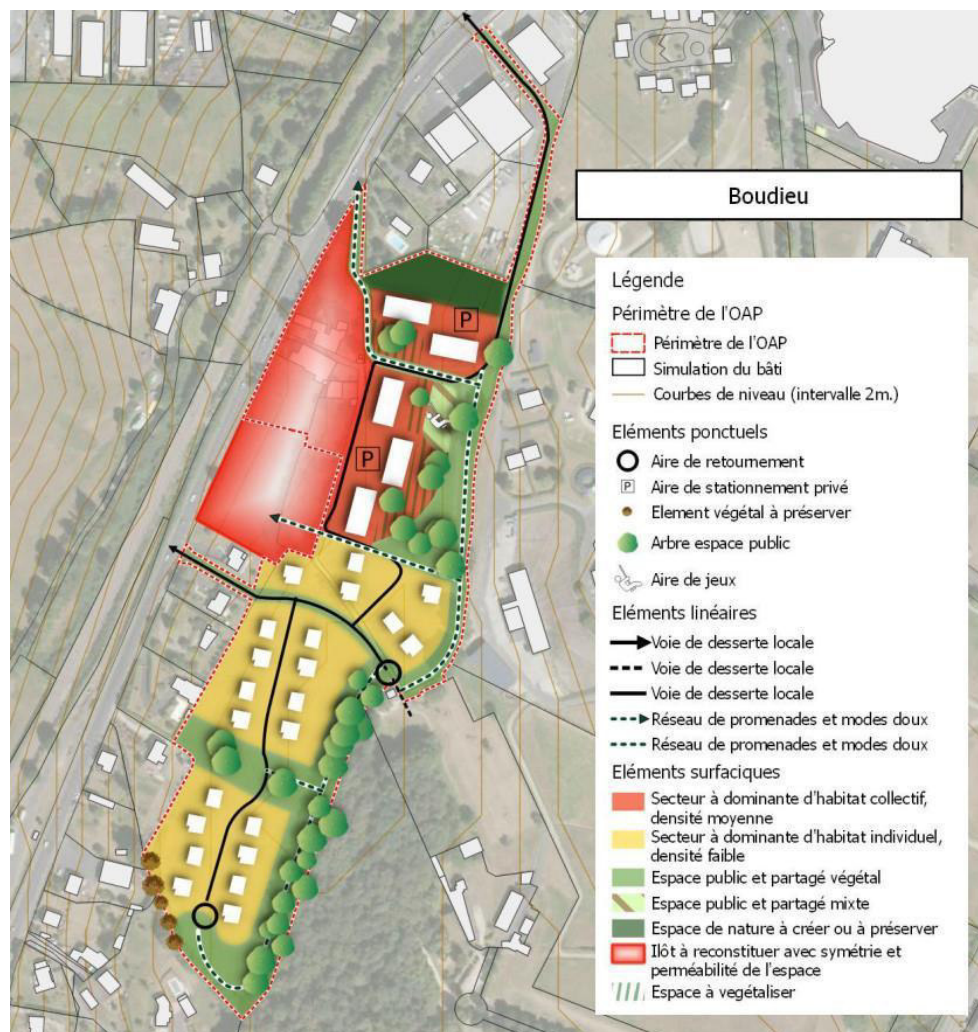 Boudieu
Légende
Périmètre de l'OAP
Périmètre de l'OAP
Simulation du bâti
Courbes de niveau (intervalle 2m.)
Eléments ponctuels
Aire de retournement
P Aire de stationnement privé
Element végétal à préserver
Arbre espace public
Aire de jeux
Eléments linéaires
Voie de desserte locale
Voie de desserte locale
Voie de desserte locale
Réseau de promenades et modes doux
Réseau de promenades et modes doux
Eléments surfaciques
Secteur à dominante d'habitat collectif,
densité moyenne
Secteur à dominante d'habitat individuel,
densité faible
Espace public et partagé végétal
Espace public et partagé mixte
Espace de nature à créer ou à préserver
Ilôt à reconstituer avec symétrie et
perméabilité de l'espace
Espace à vegétaliser
P
P